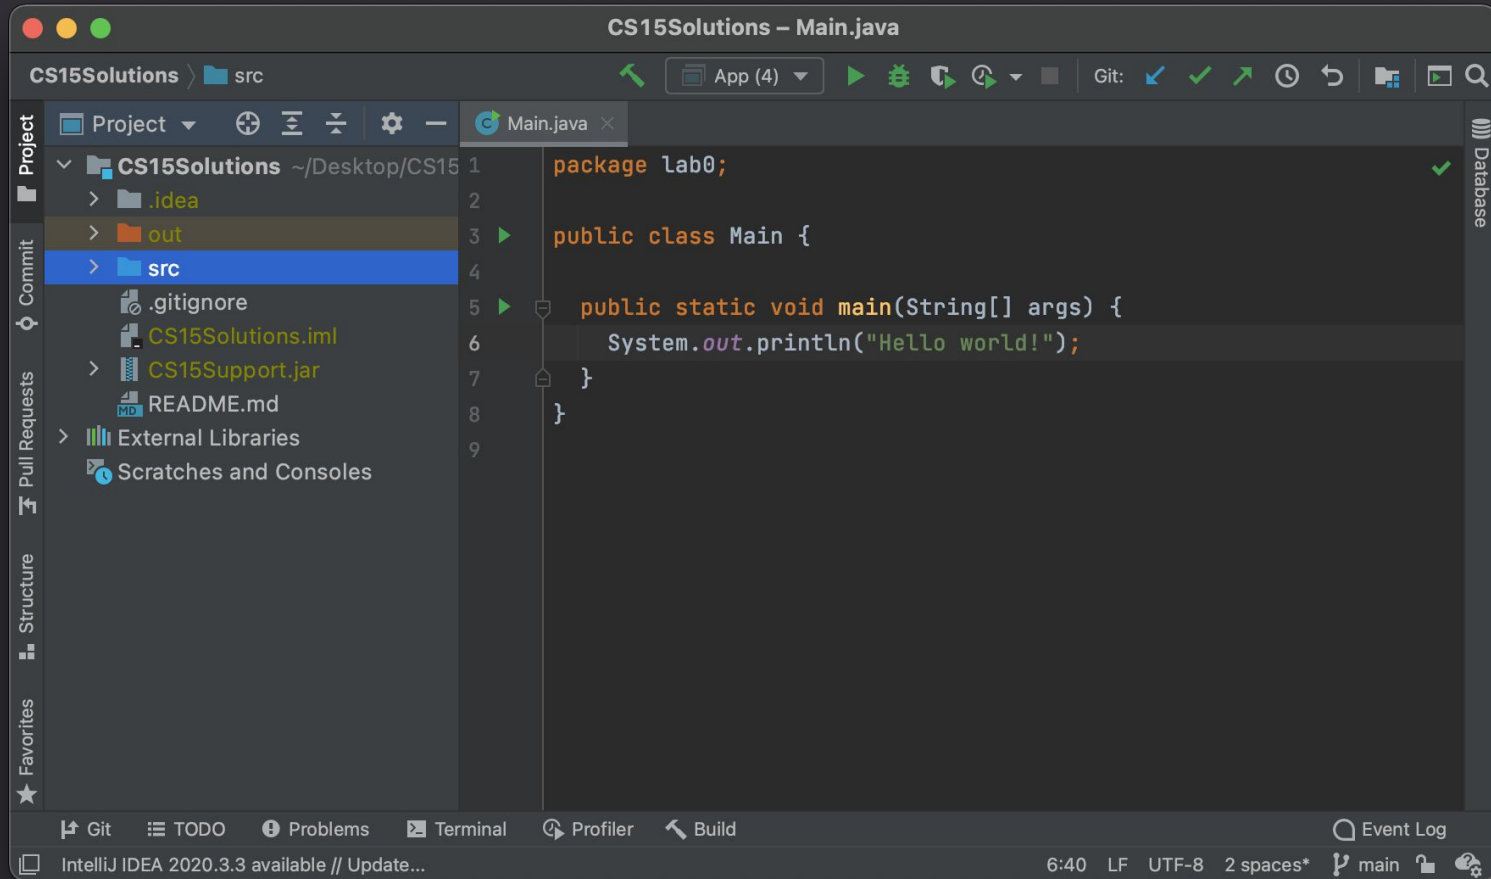 CS15Solutions – Main.java
CS15Solutions src
App (4)
Git:
Project
Commit
Pull Requests
Structure
Favorites
Project
CS15Solutions ~/Desktop/CS15
.idea
out
src
.gitignore
CS15Solutions.iml
CS15Support.jar
MD README.md
External Libraries
Scratches and Consoles
C Main.java
1 package lab0;
2
3 public class Main {
4
5 public static void main(String[] args) {
6 System.out.println("Hello world!");
7 }
8 }
9
Database
Git TODO Problems Terminal Profiler Build Event Log
IntelliJ IDEA 2020.3.3 available // Update... 6:40 LF UTF-8 2 spaces* main